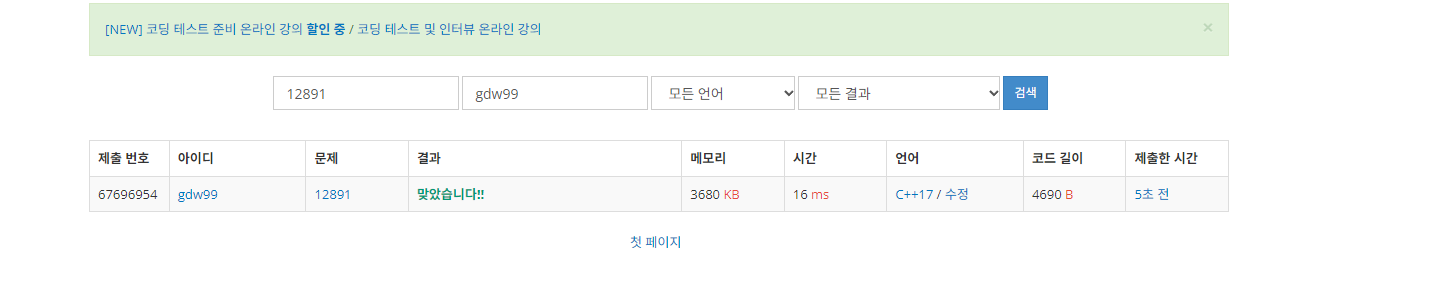 [NEW] 코딩 테스트 준비 온라인 강의 할인 중 / 코딩 테스트 및 인터뷰 온라인 강의 ×
12891 gdw99 모든 언어 모든 결과 검색
제출 번호 아이디 문제 결과 메모리 시간 언어 코드 길이 제출한 시간
67696954 gdw99 12891 맞았습니다!! 3680 KB 16 ms C++17 / 수정 4690 B 5초 전
첫 페이지